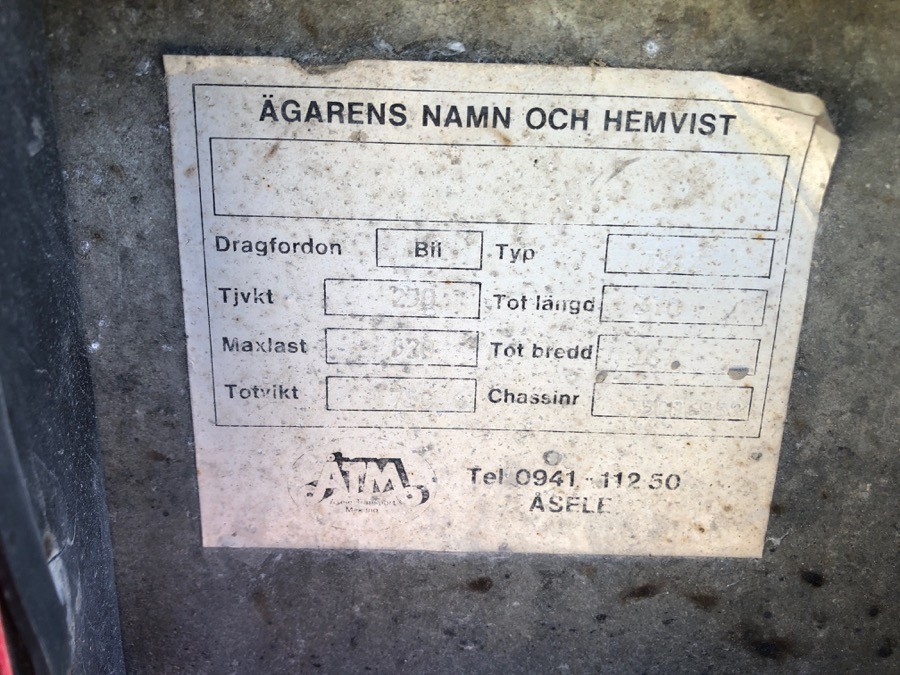 ÄGARENS NAMN OCH HEMVIST
Dragfordon Bil Typ
Tjvkt Tot längd
Maxlast Tot bredd
Totvikt Chassinr
ÅTM
Tel 0941 - 112 50
ÅSELE